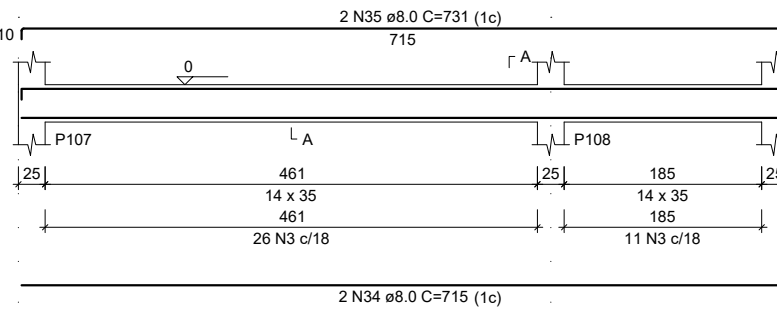 2 N35 ø8.0 C=731 (1c)
10
715
A
0
P107
A
P108
25 461 25 185 25
14 x 35 14 x 35
461 185
26 N3 c/18 11 N3 c/18
2 N34 ø8.0 C=715 (1c)